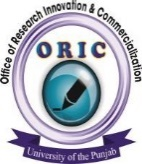 Office of Research Innovation & Commercialization
ORIC
University of the Punjab